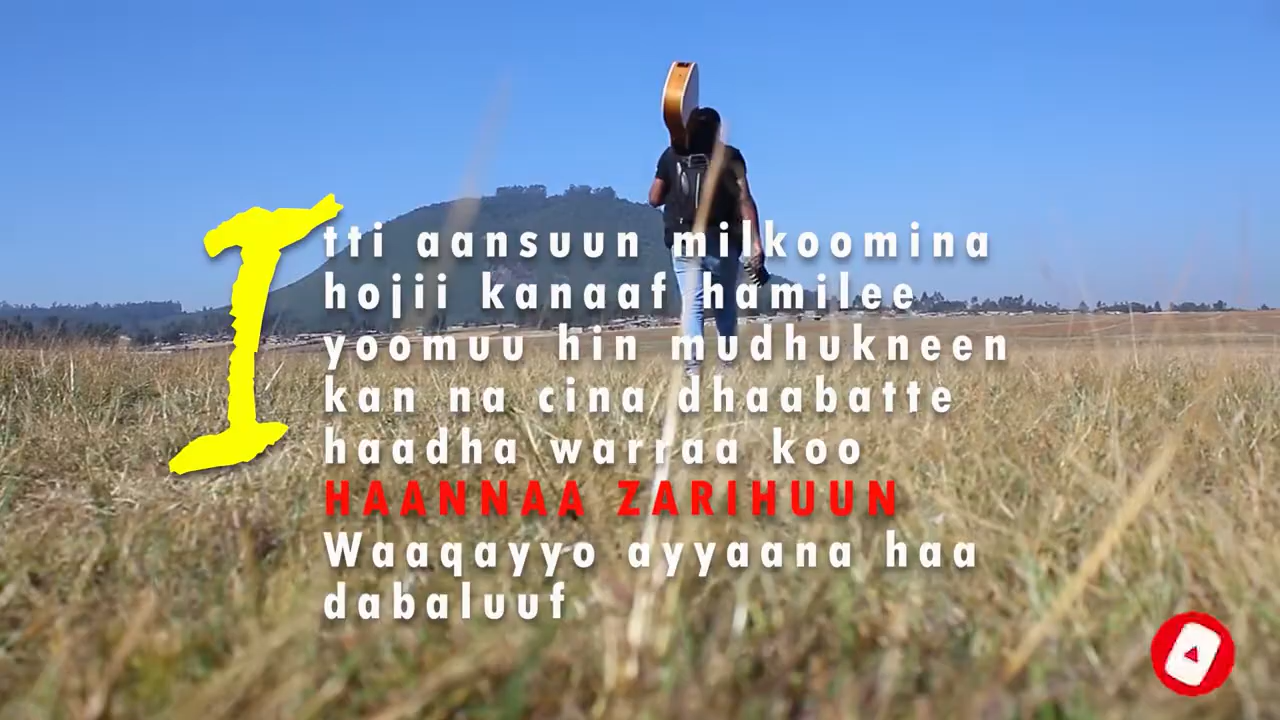 Itti aansuun milkoomina
hojii kanaaf hamilee
yoomuu hin mudhukneen
kan na cina dhaabatte
haadha warraa koo
HAANNAA ZARIHUUN
Waaqayyo ayyaana haa
dabaluuf